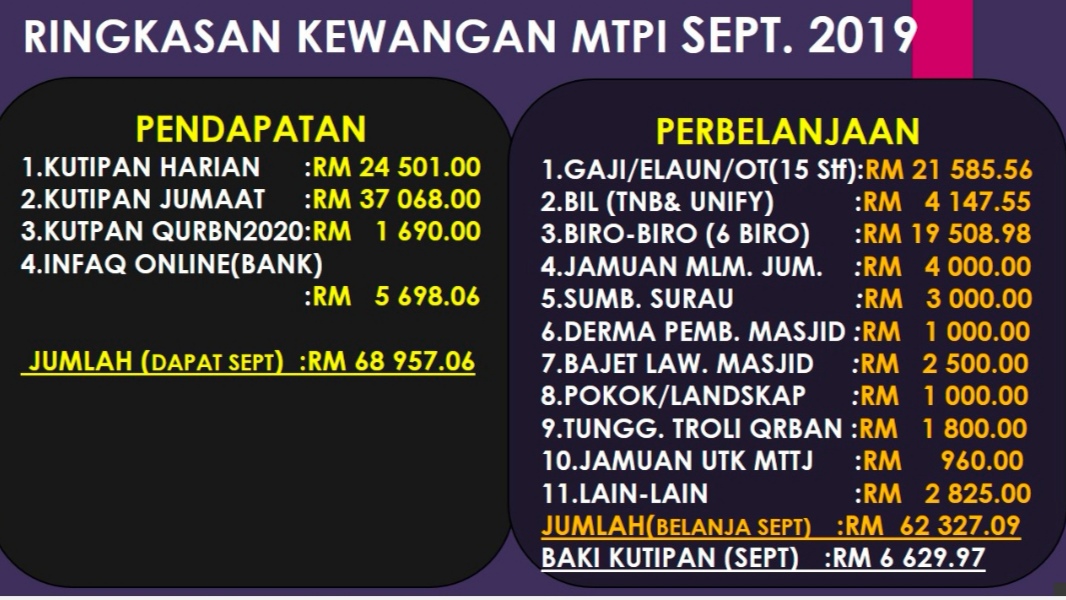 RINGKASAN KEWANGAN MTPI SEPT. 2019
PENDAPATAN
1.KUTIPAN HARIAN :RM 24 501.00
2.KUTIPAN JUMAAT :RM 37 068.00
3.KUTPAN QURBN2020:RM 1 690.00
4.INFAQ ONLINE(BANK)
:RM 5 698.06
JUMLAH (DAPAT SEPT) :RM 68 957.06
PERBELANJAAN
1.GAJI/ELAUN/OT(15 Stf):RM 21 585.56
2.BIL (TNB& UNIFY) :RM 4 147.55
3.BIRO-BIRO (6 BIRO) :RM 19 508.98
4.JAMUAN MLM. JUM. :RM 4 000.00
5.SUMB. SURAU :RM 3 000.00
6.DERMA PEMB. MASJID :RM 1 000.00
7.BAJET LAW. MASJID :RM 2 500.00
8.POKOK/LANDSKAP :RM 1 000.00
9.TUNGG. TROLI QRBAN :RM 1 800.00
10.JAMUAN UTK MTTJ :RM 960.00
11.LAIN-LAIN :RM 2 825.00
JUMLAH(BELANJA SEPT) :RM 62 327.09
BAKI KUTIPAN (SEPT) :RM 6 629.97